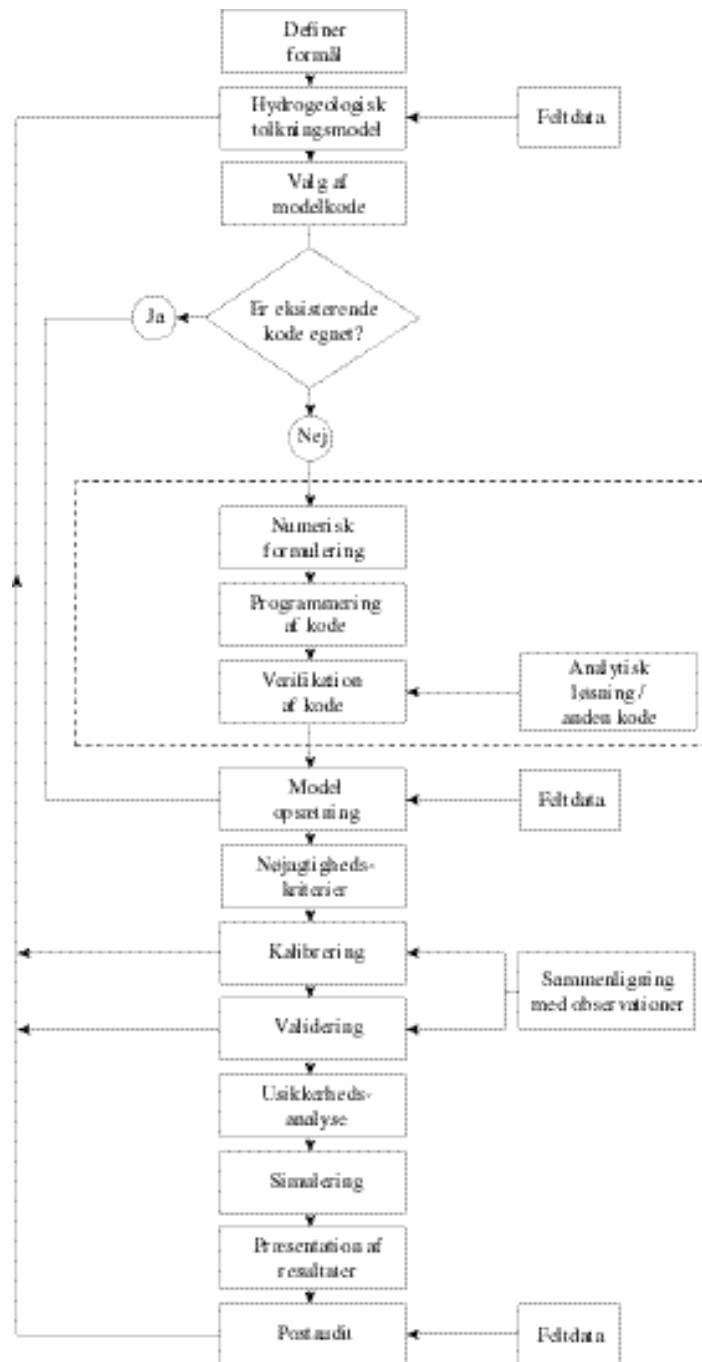 Definer
formål
Hydrogeologisk
tolkningsmodel
Feltdata
Valg af
modelkode
Er eksisterende
kode egnet?
Ja
Nej
Numerisk
formulering
Programmering
af kode
Verifikation
af kode
Analytisk
løsning /
anden kode
Model
opsætning
Feltdata
Nøjagtigheds-
kriterier
Kalibrering
Sammenligning
med observationer
Validering
Usikkerheds-
analyse
Simulering
Præsentation af
resultater
Postaudit
Feltdata